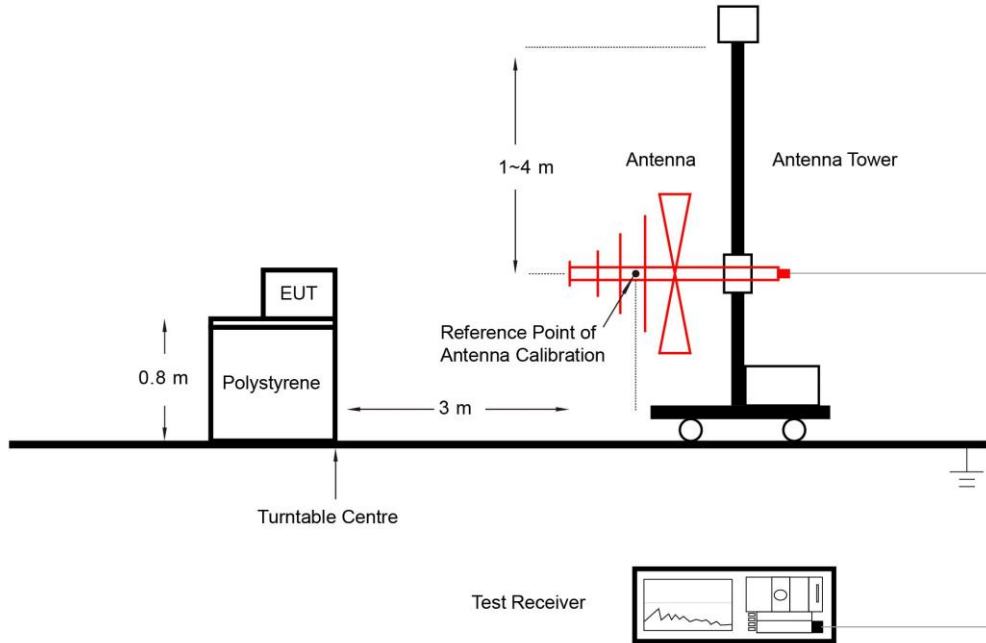 Antenna
Antenna Tower
1~4 m
EUT
Reference Point of
Antenna Calibration
0.8 m
Polystyrene
3 m
Turntable Centre
Test Receiver